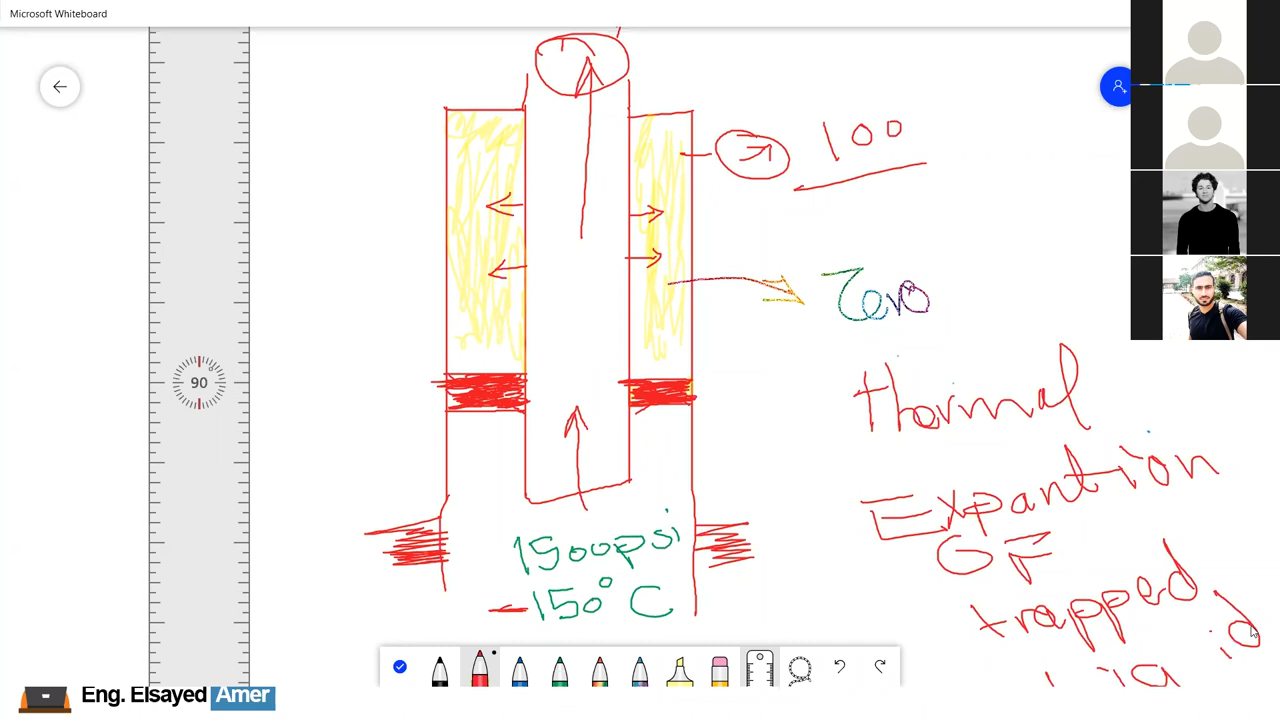 Microsoft Whiteboard
100
Zero
thermal
Expantion
OF
trapped
1500psi
-150° C
90
Eng. Elsayed Amer